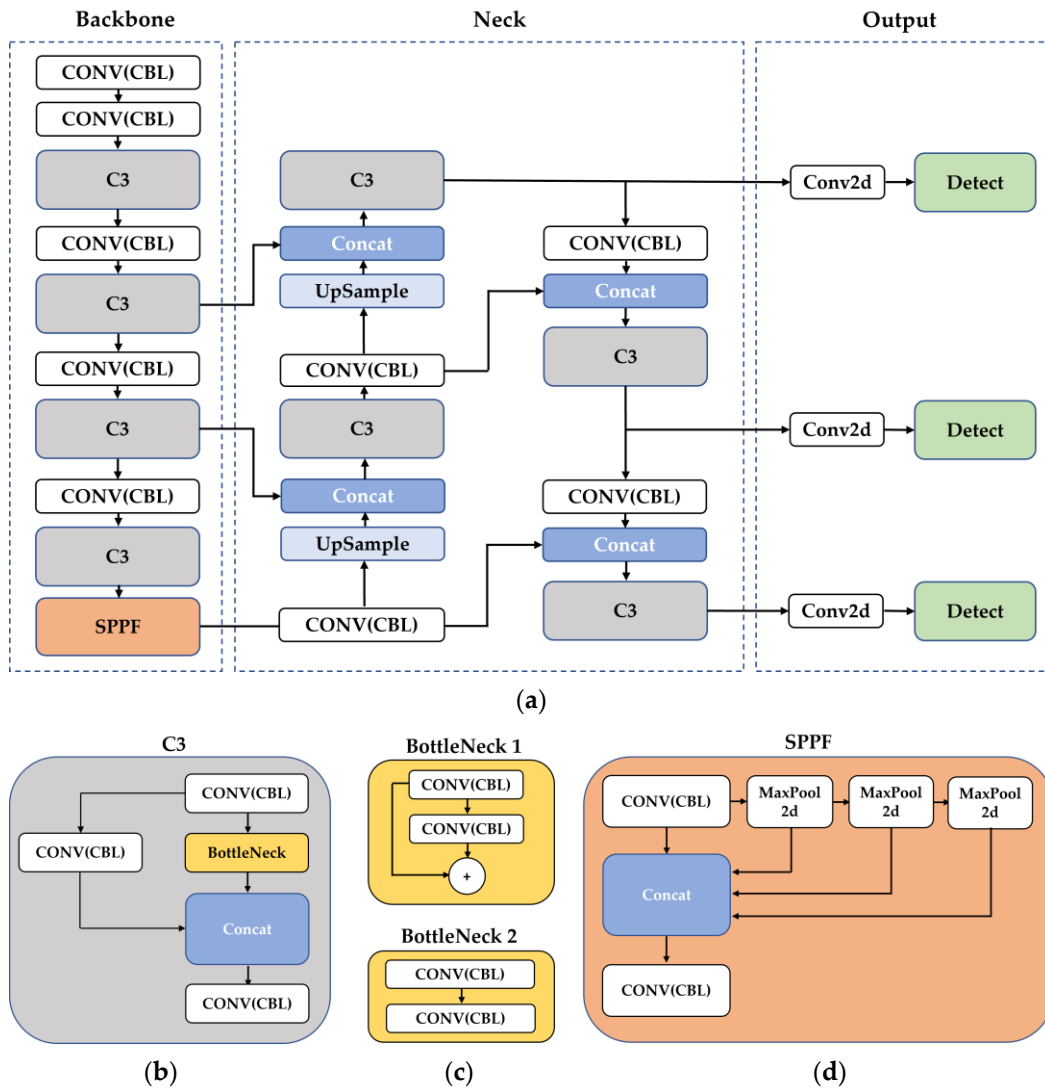 Backbone
Neck
Output
CONV(CBL)
CONV(CBL)
C3
CONV(CBL)
C3
CONV(CBL)
C3
CONV(CBL)
C3
SPPF
C3
Concat
UpSample
CONV(CBL)
C3
Concat
UpSample
CONV(CBL)
CONV(CBL)
Concat
C3
CONV(CBL)
Concat
C3
Conv2d
Detect
Conv2d
Detect
Conv2d
Detect
(a)
C3
CONV(CBL)
CONV(CBL)
BottleNeck
Concat
CONV(CBL)
(b)
BottleNeck 1
CONV(CBL)
CONV(CBL)
+
BottleNeck 2
CONV(CBL)
CONV(CBL)
(c)
SPPF
CONV(CBL)
MaxPool
2d
MaxPool
2d
MaxPool
2d
Concat
CONV(CBL)
(d)